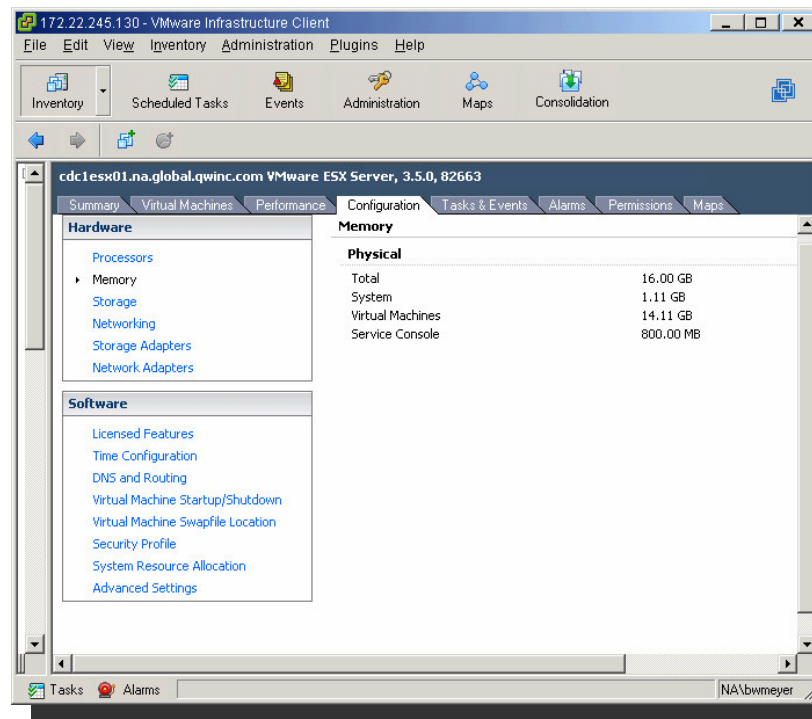 172.22.245.130 - VMware Infrastructure Client
File Edit View Inventory Administration Plugins Help
Inventory Scheduled Tasks Events Administration Maps Consolidation
cdc1esx01.na.global.qwinc.com VMware ESX Server, 3.5.0, 82663
Summary Virtual Machines Performance Configuration Tasks & Events Alarms Permissions Maps
Hardware
Processors
Memory
Storage
Networking
Storage Adapters
Network Adapters
Software
Licensed Features
Time Configuration
DNS and Routing
Virtual Machine Startup/Shutdown
Virtual Machine Swapfile Location
Security Profile
System Resource Allocation
Advanced Settings
Memory
Physical
Total 16.00 GB
System 1.11 GB
Virtual Machines 14.11 GB
Service Console 800.00 MB
Tasks Alarms NA\bwmeyer